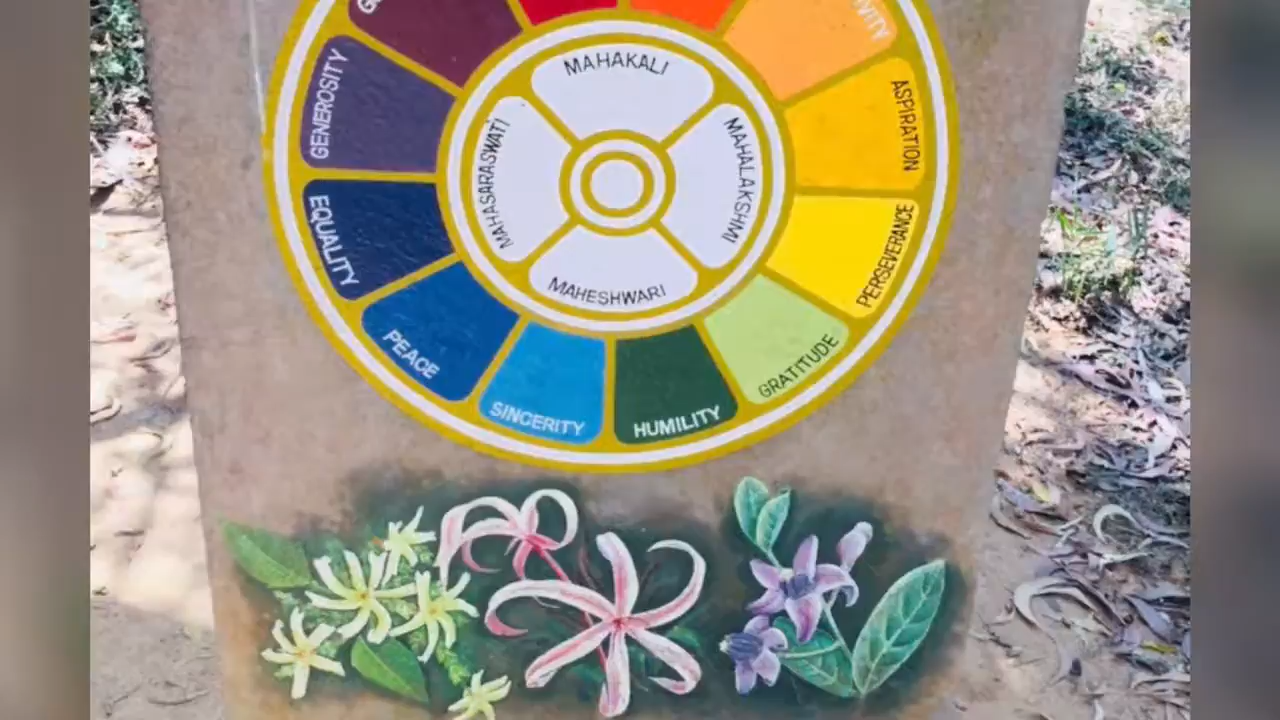 MAHAKALI
MAHALAKSHMI
MAHESHWARI
MAHASARASWATI
ASPIRATION
PERSEVERANCE
GRATITUDE
HUMILITY
SINCERITY
PEACE
EQUALITY
GENEROSITY